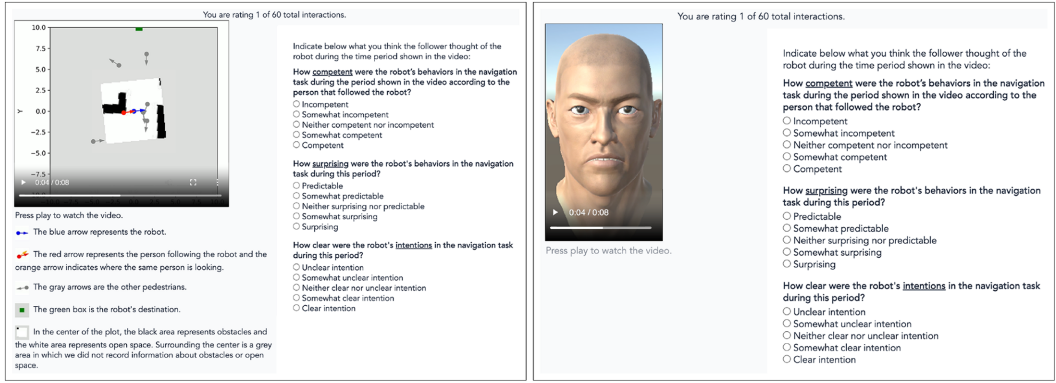 You are rating 1 of 60 total interactions.
10.0
7.5
5.0
2.5
0.0
−2.5
−5.0
−7.5
Y
0:04 / 0:08
Press play to watch the video.
The blue arrow represents the robot.
The red arrow represents the person following the robot and the
orange arrow indicates where the same person is looking.
The gray arrows are the other pedestrians.
The green box is the robot's destination.
In the center of the plot, the black area represents obstacles and
the white area represents open space. Surrounding the center is a grey
area in which we did not record information about obstacles or open
space.
Indicate below what you think the follower thought of the
robot during the time period shown in the video:
How competent were the robot's behaviors in the navigation
task during the period shown in the video according to the
person that followed the robot?
Incompetent
Somewhat incompetent
Neither competent nor incompetent
Somewhat competent
Competent
How surprising were the robot's behaviors in the navigation
task during this period?
Predictable
Somewhat predictable
Neither surprising nor predictable
Somewhat surprising
Surprising
How clear were the robot's intentions in the navigation task
during this period?
Unclear intention
Somewhat unclear intention
Neither clear nor unclear intention
Somewhat clear intention
Clear intention
You are rating 1 of 60 total interactions.
0:04 / 0:08
Press play to watch the video.
Indicate below what you think the follower thought of the
robot during the time period shown in the video:
How competent were the robot's behaviors in the navigation
task during the period shown in the video according to the
person that followed the robot?
Incompetent
Somewhat incompetent
Neither competent nor incompetent
Somewhat competent
Competent
How surprising were the robot's behaviors in the navigation
task during this period?
Predictable
Somewhat predictable
Neither surprising nor predictable
Somewhat surprising
Surprising
How clear were the robot's intentions in the navigation task
during this period?
Unclear intention
Somewhat unclear intention
Neither clear nor unclear intention
Somewhat clear intention
Clear intention